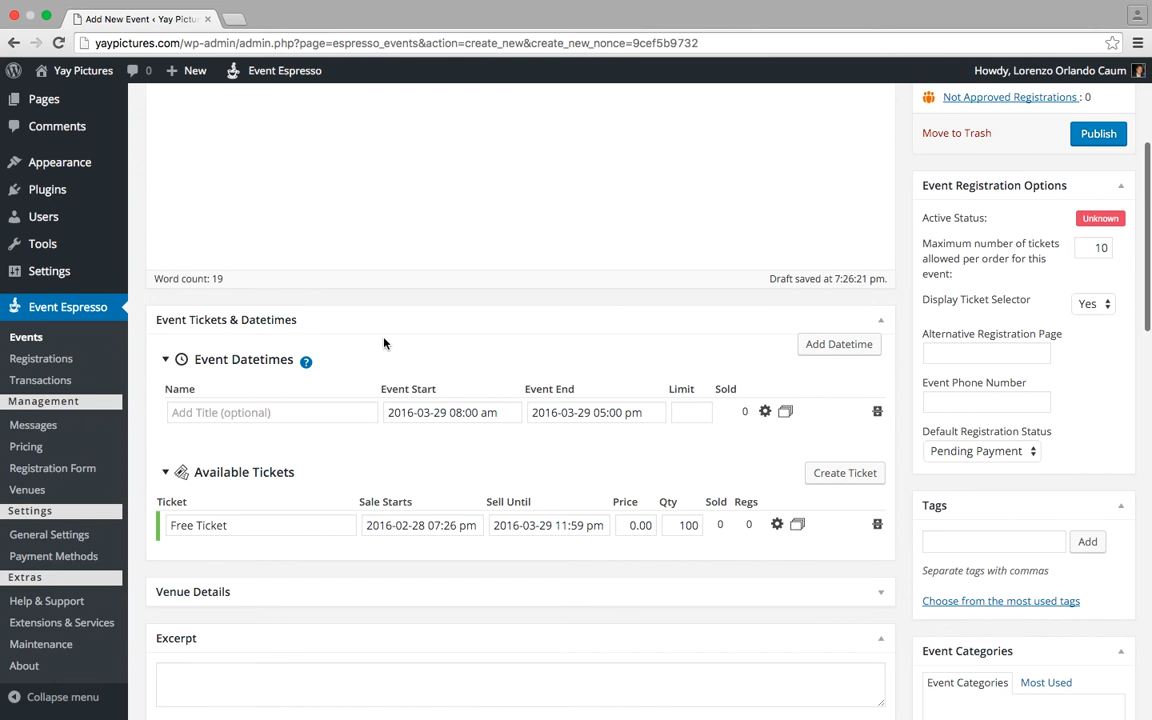 Add New Event ‹ Yay Pictu
yaypictures.com/wp-admin/admin.php?page=espresso_events&action=create_new&create_new_nonce=9cef5b9732
Yay Pictures 0 New Event Espresso Howdy, Lorenzo Orlando Caum
Pages
Comments
Appearance
Plugins
Users
Tools
Settings
Event Espresso
Events
Registrations
Transactions
Management
Messages
Pricing
Registration Form
Venues
Settings
General Settings
Payment Methods
Extras
Help & Support
Extensions & Services
Maintenance
About
Collapse menu
Word count: 19 Draft saved at 7:26:21 pm.
Event Tickets & Datetimes
Add Datetime
Event Datetimes ?
Name Event Start Event End Limit Sold
Add Title (optional) 2016-03-29 08:00 am 2016-03-29 05:00 pm 0
Available Tickets Create Ticket
Ticket Sale Starts Sell Until Price Qty Sold Regs
Free Ticket 2016-02-28 07:26 pm 2016-03-29 11:59 pm 0.00 100 0 0
Venue Details
Excerpt
Not Approved Registrations : 0
Move to Trash Publish
Event Registration Options
Active Status: Unknown
Maximum number of tickets
allowed per order for this
event:
10
Display Ticket Selector Yes
Alternative Registration Page
Event Phone Number
Default Registration Status
Pending Payment
Tags
Add
Separate tags with commas
Choose from the most used tags
Event Categories
Event Categories Most Used